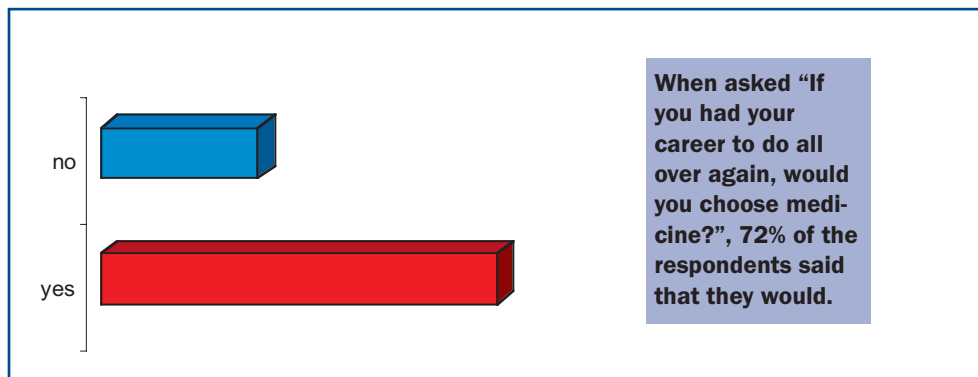 no
yes
When asked “If
you had your
career to do all
over again, would
you choose medi-
cine?”, 72% of the
respondents said
that they would.